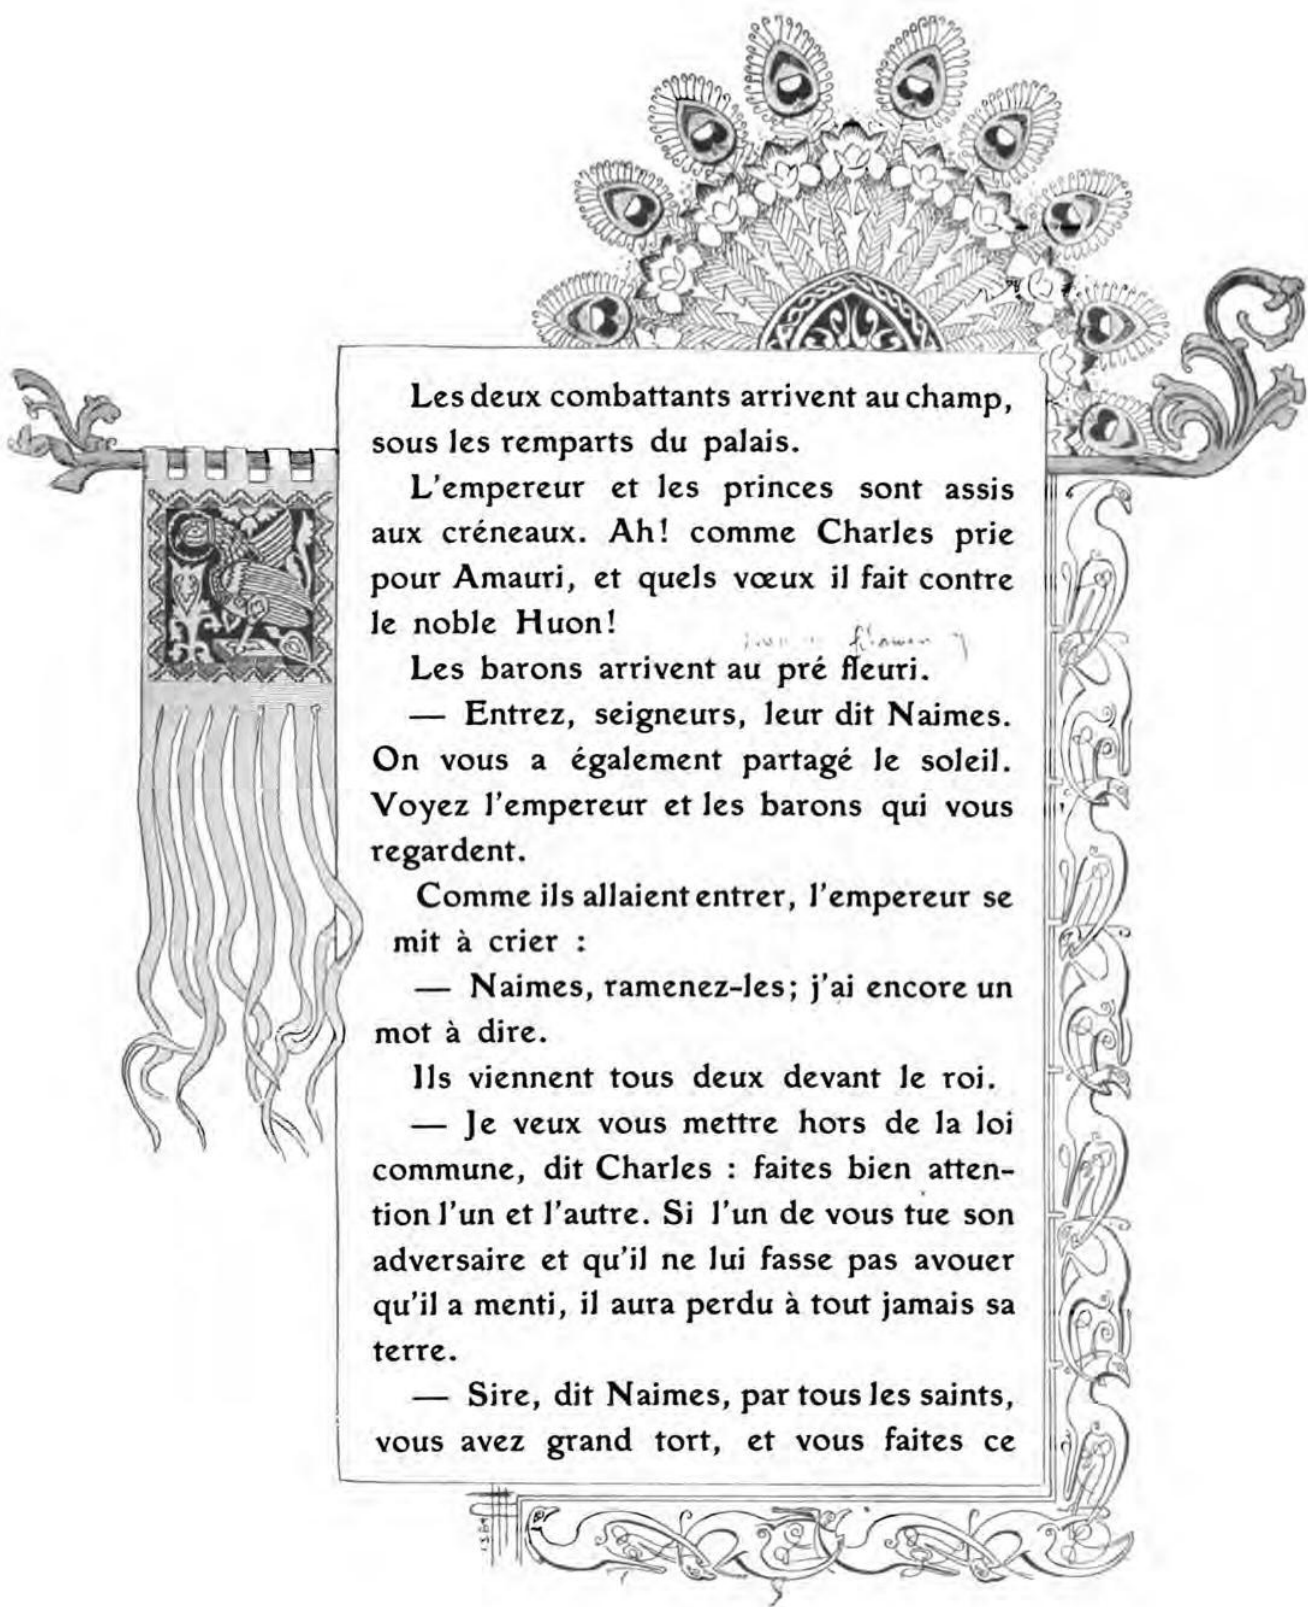 Les deux combattants arrivent au champ,
sous les remparts du palais.
L'empereur et les princes sont assis
aux créneaux. Ah! comme Charles prie
pour Amauri, et quels vœux il fait contre
le noble Huon!
Les barons arrivent au pré fleuri.
— Entrez, seigneurs, leur dit Naimes.
On vous a également partagé le soleil.
Voyez l'empereur et les barons qui vous
regardent.
Comme ils allaient entrer, l'empereur se
mit à crier :
— Naimes, ramenez-les; j'ai encore un
mot à dire.
Ils viennent tous deux devant le roi.
— Je veux vous mettre hors de la loi
commune, dit Charles : faites bien atten-
tion l'un et l'autre. Si l'un de vous tue son
adversaire et qu'il ne lui fasse pas avouer
qu'il a menti, il aura perdu à tout jamais sa
terre.
— Sire, dit Naimes, par tous les saints,
vous avez grand tort, et vous faites ce